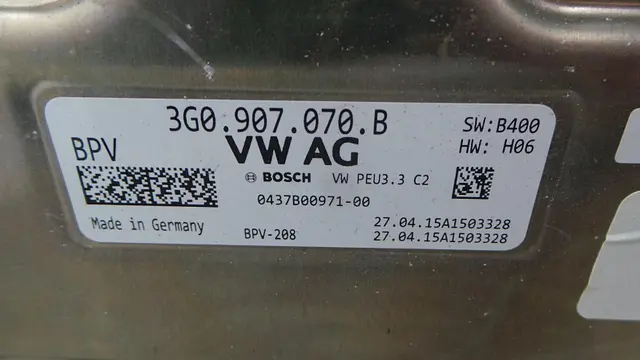 3G0.907.070.B
SW:B400
BPV
VW AG
HW: H06
BOSCH
VW PEU3.3 C2
0437B00971-00
Made in Germany
BPV-208
27.04.15A1503328
27.04.15A1503328